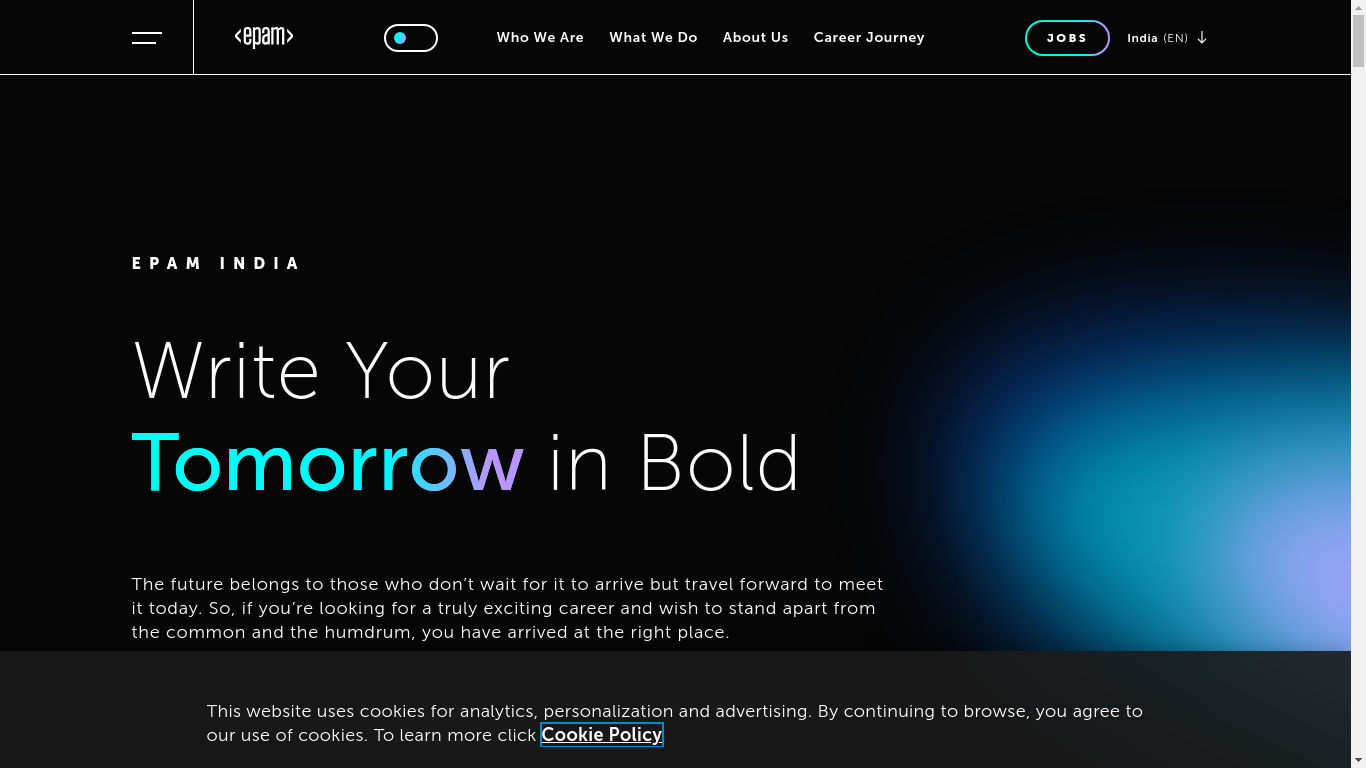 <epam>
Who We Are
What We Do
About Us
Career Journey
JOBS
India (EN)
EPAM INDIA
Write Your
Tomorrow in Bold
The future belongs to those who don’t wait for it to arrive but travel forward to meet
it today. So, if you’re looking for a truly exciting career and wish to stand apart from
the common and the humdrum, you have arrived at the right place.
This website uses cookies for analytics, personalization and advertising. By continuing to browse, you agree to
our use of cookies. To learn more click Cookie Policy